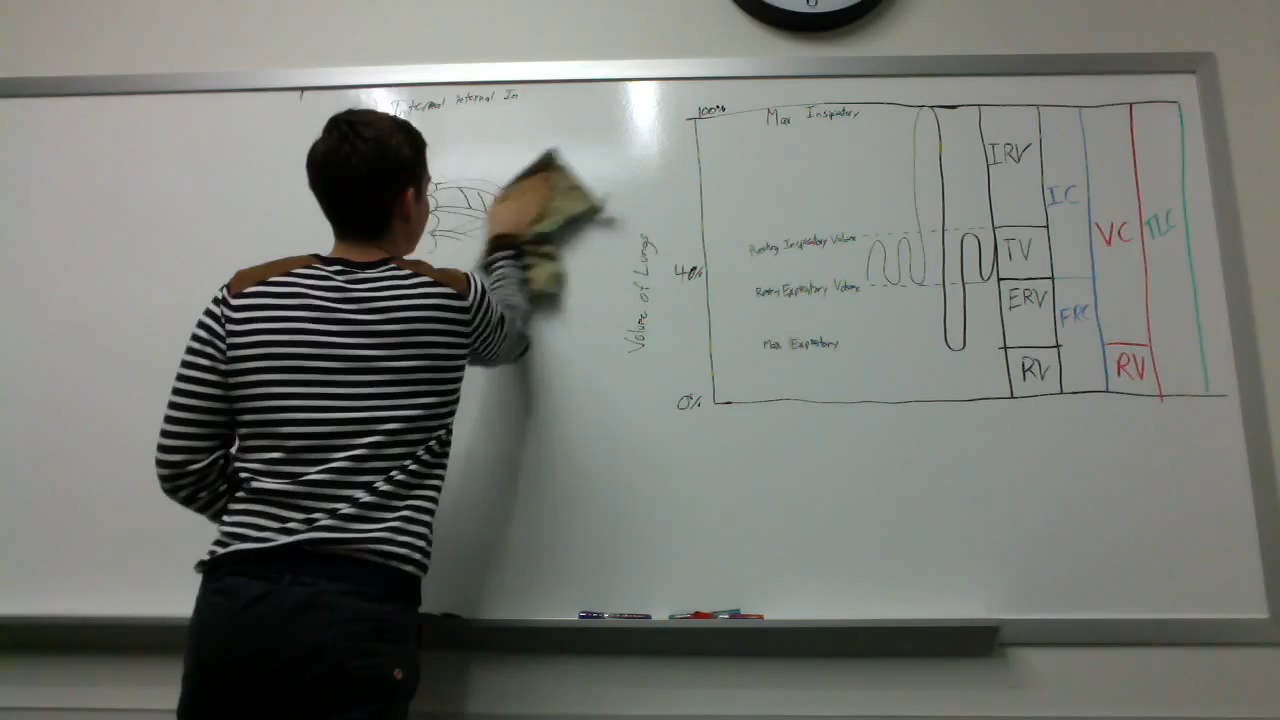 Internal External In
100%
Max Inspiratory
IRV
IC
VC
TLC
Resting Inspiratory Volume
TV
Volume of Lungs
40%
Resting Expiratory Volume
ERV
FRC
Max Expiratory
RV
RV
0%